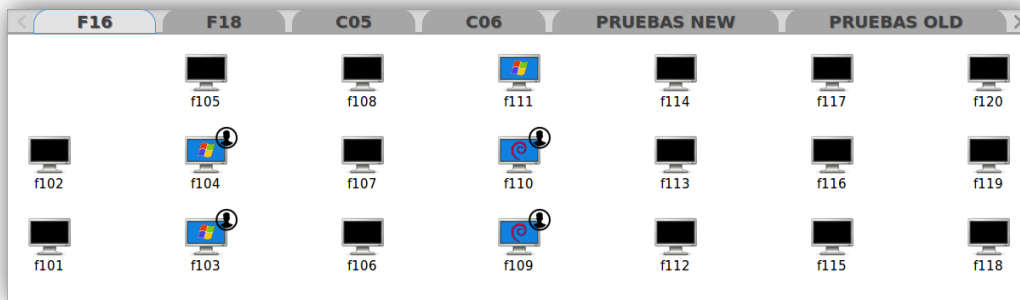 F16 F18 C05 C06 PRUEBAS NEW PRUEBAS OLD
f105 f108 f111 f114 f117 f120
f102 f104 f107 f110 f113 f116 f119
f101 f103 f106 f109 f112 f115 f118